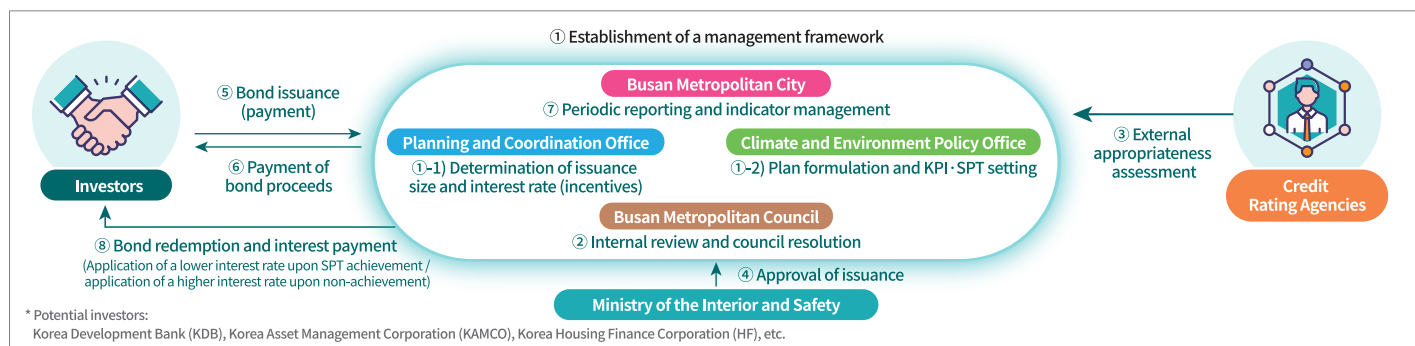 ① Establishment of a management framework
Busan Metropolitan City
⑦ Periodic reporting and indicator management
⑤ Bond issuance
(payment)
⑥ Payment of
bond proceeds
Investors
Planning and Coordination Office
①-1) Determination of issuance
size and interest rate (incentives)
Climate and Environment Policy Office
①-2) Plan formulation and KPI·SPT setting
③ External
appropriateness
assessment
Credit
Rating Agencies
Busan Metropolitan Council
② Internal review and council resolution
⑧ Bond redemption and interest payment
(Application of a lower interest rate upon SPT achievement /
application of a higher interest rate upon non-achievement)
④ Approval of issuance
Ministry of the Interior and Safety
* Potential investors:
Korea Development Bank (KDB), Korea Asset Management Corporation (KAMCO), Korea Housing Finance Corporation (HF), etc.